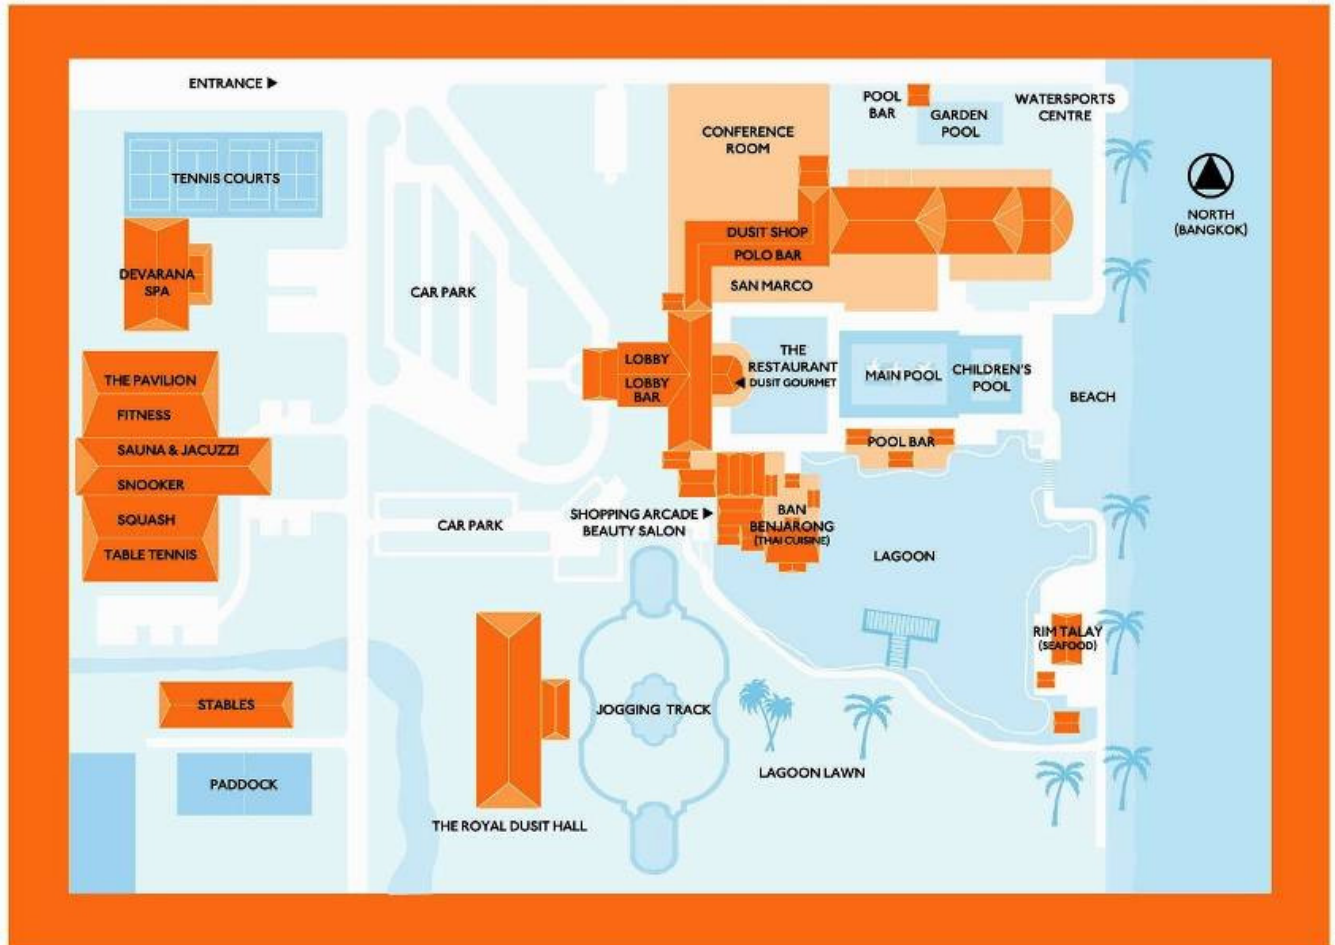 ENTRANCE ▶
TENNIS COURTS
DEVARANA
SPA
THE PAVILION
FITNESS
SAUNA & JACUZZI
SNOOKER
SQUASH
TABLE TENNIS
STABLES
PADDOCK
CAR PARK
CAR PARK
CONFERENCE
ROOM
DUSIT SHOP
POLO BAR
SAN MARCO
LOBBY
LOBBY
BAR
THE
RESTAURANT
◀ DUSIT GOURMET
POOL
BAR
GARDEN
POOL
WATERSPORTS
CENTRE
NORTH
(BANGKOK)
MAIN POOL
CHILDREN'S
POOL
BEACH
POOL BAR
SHOPPING ARCADE ▶
BEAUTY SALON
BAN
BENJARONG
(THAI CUISINE)
LAGOON
RIM TALAY
(SEAFOOD)
JOGGING TRACK
LAGOON LAWN
THE ROYAL DUSIT HALL